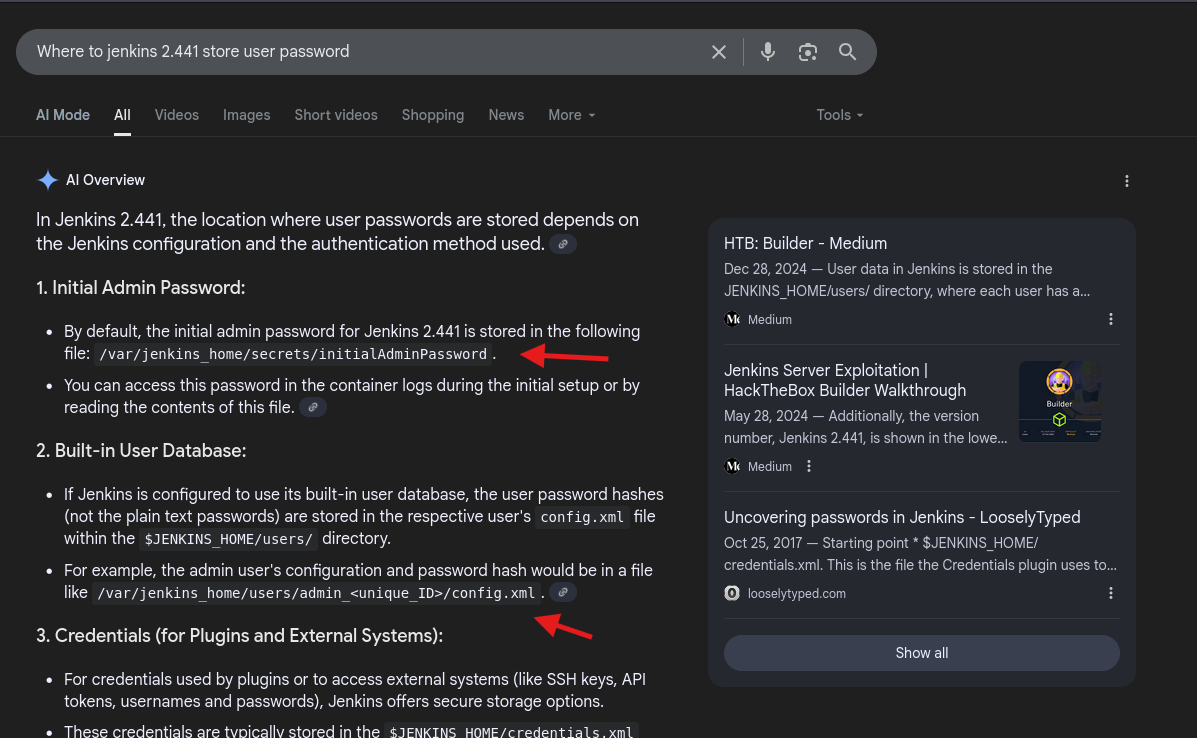 Where to jenkins 2.441 store user password
AI Mode
All
Videos
Images
Short videos
Shopping
News
More
Tools
AI Overview
In Jenkins 2.441, the location where user passwords are stored depends on
the Jenkins configuration and the authentication method used.
1. Initial Admin Password:
• By default, the initial admin password for Jenkins 2.441 is stored in the following
file: /var/jenkins_home/secrets/initialAdminPassword .
• You can access this password in the container logs during the initial setup or by
reading the contents of this file.
2. Built-in User Database:
• If Jenkins is configured to use its built-in user database, the user password hashes
(not the plain text passwords) are stored in the respective user's config.xml file
within the $JENKINS_HOME/users/ directory.
• For example, the admin user's configuration and password hash would be in a file
like /var/jenkins_home/users/admin_<unique_ID>/config.xml .
3. Credentials (for Plugins and External Systems):
• For credentials used by plugins or to access external systems (like SSH keys, API
tokens, usernames and passwords), Jenkins offers secure storage options.
• These credentials are typically stored in the $JENKINS_HOME/credentials.xml
HTB: Builder - Medium
Dec 28, 2024 — User data in Jenkins is stored in the
JENKINS_HOME/users/ directory, where each user has a...
Medium
Jenkins Server Exploitation |
HackTheBox Builder Walkthrough
May 28, 2024 — Additionally, the version
number, Jenkins 2.441, is shown in the lowe...
Builder
Medium
Uncovering passwords in Jenkins - LooselyTyped
Oct 25, 2017 — Starting point * $JENKINS_HOME/
credentials.xml. This is the file the Credentials plugin uses to...
looselytyped.com
Show all